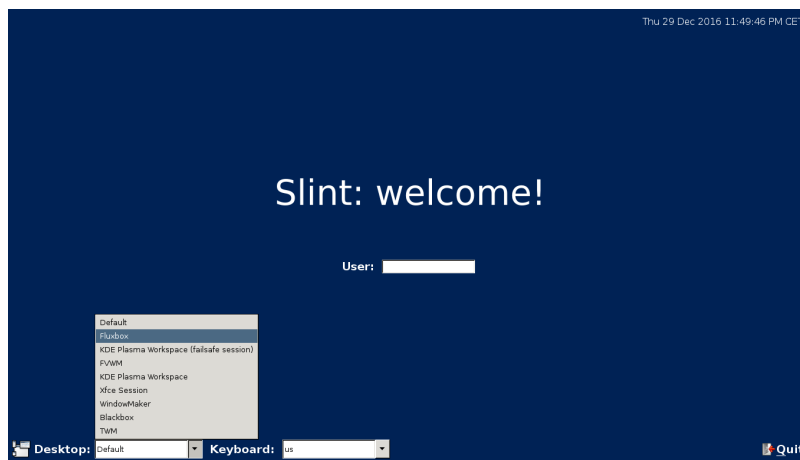 Thu 29 Dec 2016 11:49:46 PM CET
Slint: welcome!
User:
Default
Fluxbox
KDE Plasma Workspace (failsafe session)
FVWM
KDE Plasma Workspace
Xfce Session
WindowMaker
Blackbox
TWM
Desktop: Default Keyboard: us Quit